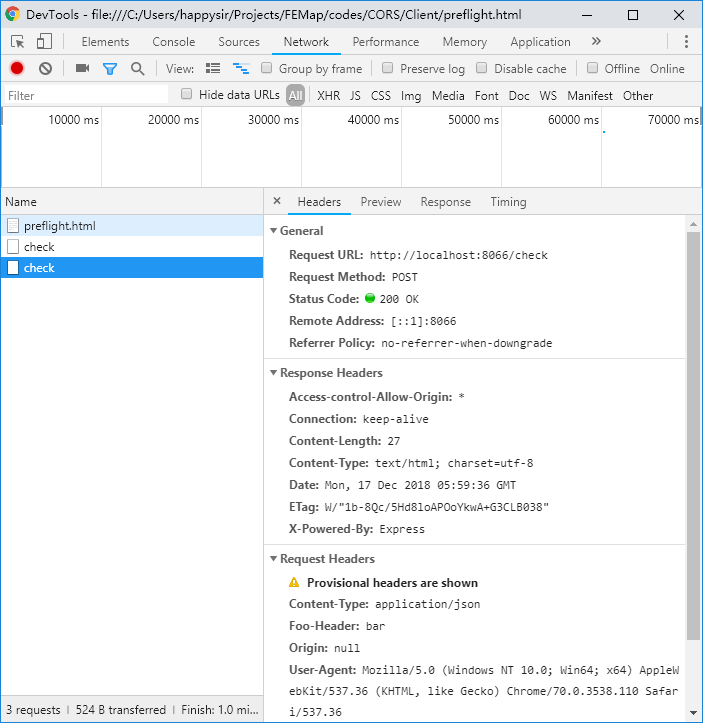 DevTools - file:///C:/Users/happysir/Projects/FEMap/codes/CORS/Client/preflight.html
Elements Console Sources Network Performance Memory Application »
View: Group by frame Preserve log Disable cache Offline Online
Filter Hide data URLs All XHR JS CSS Img Media Font Doc WS Manifest Other
10000 ms 20000 ms 30000 ms 40000 ms 50000 ms 60000 ms 70000 ms
Name
preflight.html
check
check
× Headers Preview Response Timing
General
Request URL: http://localhost:8066/check
Request Method: POST
Status Code: 200 OK
Remote Address: [::1]:8066
Referrer Policy: no-referrer-when-downgrade
Response Headers
Access-control-Allow-Origin: *
Connection: keep-alive
Content-Length: 27
Content-Type: text/html; charset=utf-8
Date: Mon, 17 Dec 2018 05:59:36 GMT
ETag: W/"1b-8Qc/5Hd8loAPOoYkwA+G3CLB038"
X-Powered-By: Express
Request Headers
Provisional headers are shown
Content-Type: application/json
Foo-Header: bar
Origin: null
User-Agent: Mozilla/5.0 (Windows NT 10.0; Win64; x64) AppleW
ebKit/537.36 (KHTML, like Gecko) Chrome/70.0.3538.110 Safar
i/537.36
3 requests | 524 B transferred | Finish: 1.0 mi...